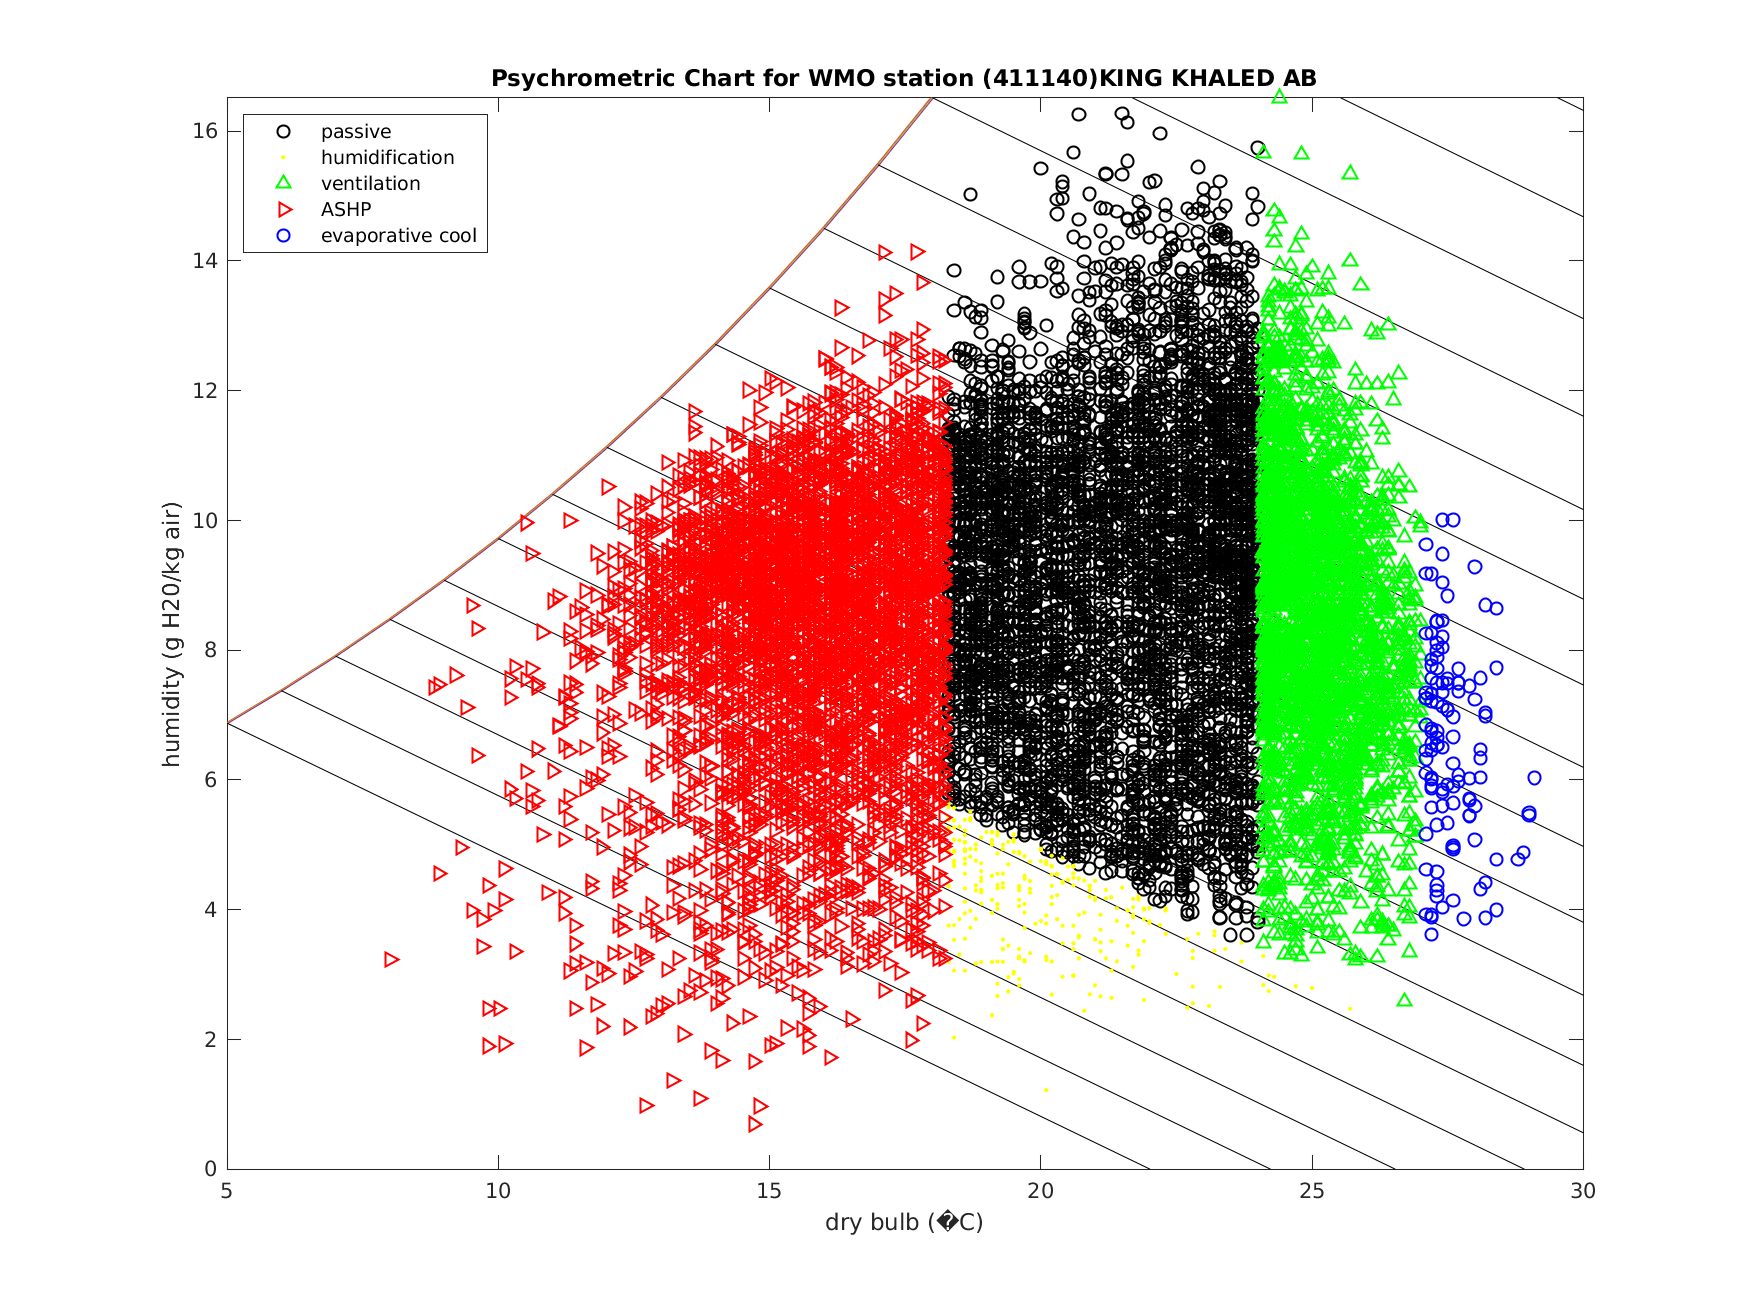 Psychrometric Chart for WMO station (411140)KING KHALED AB
passive
humidification
ventilation
ASHP
evaporative cool
16
14
12
10
8
6
4
2
0
humidity (g H20/kg air)
5
10
15
20
25
30
dry bulb (�C)